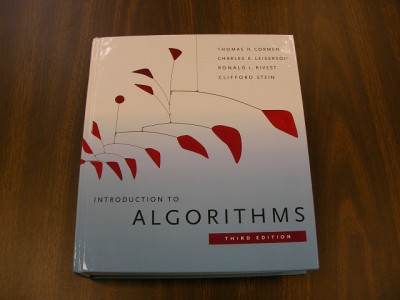 THOMAS H. CORMEN
CHARLES E. LEISERSON
RONALD L. RIVEST
CLIFFORD STEIN
INTRODUCTION TO
ALGORITHMS
THIRD EDITION